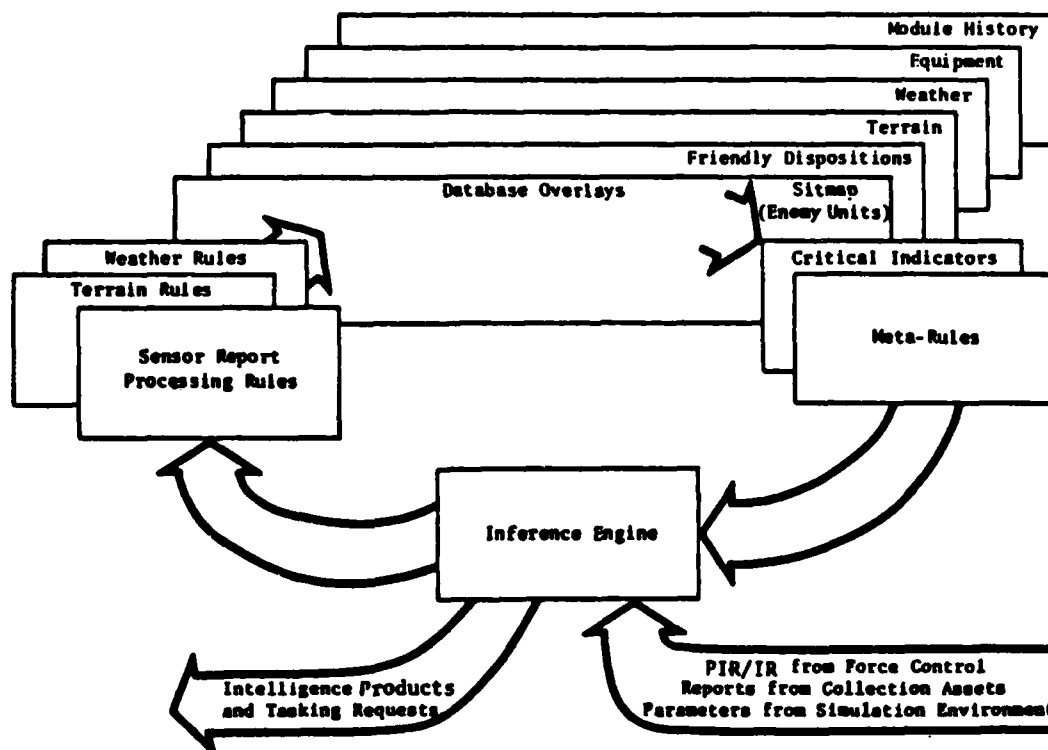 Module History
Equipment
Weather
Terrain
Friendly Dispositions
Database Overlays
Sitmap
(Enemy Units)
Weather Rules
Critical Indicators
Terrain Rules
Meta-Rules
Sensor Report
Processing Rules
Inference Engine
PIR/IR from Force Control
Reports from Collection Assets
Parameters from Simulation Environment
Intelligence Products
and Tasking Requests